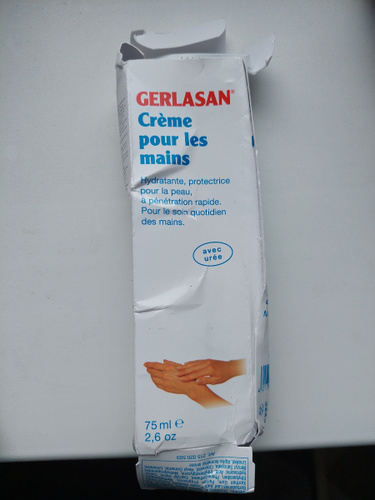 GERLASAN®
Crème
pour les
mains
Hydratante, protectrice
pour la peau,
à pénétration rapide.
Pour le soin quotidien
des mains.
avec
urée
75 ml e
2,6 oz